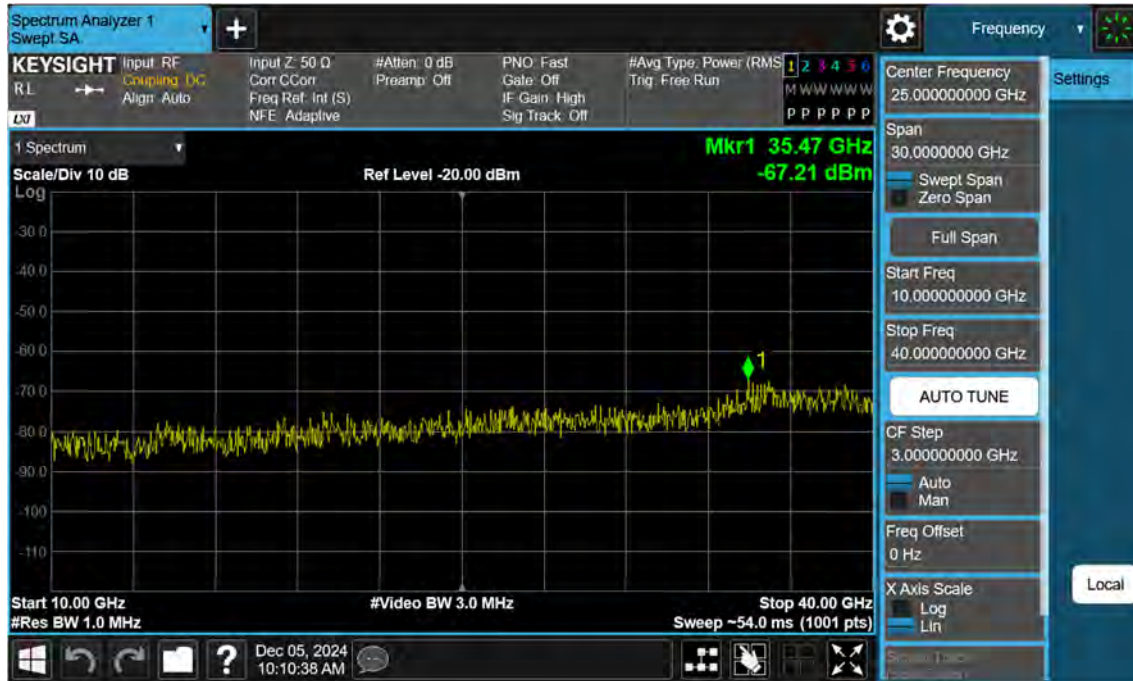 Spectrum Analyzer 1
Swept SA
Frequency
KEYSIGHT
RL
LXI
Input: RF
Coupling: DC
Align: Auto
Input Z: 50 Ω
Corr CCorr
Freq Ref: Int (S)
NFE: Adaptive
#Atten: 0 dB
Preamp: Off
PNO: Fast
Gate: Off
IF Gain: High
Sig Track: Off
#Avg Type: Power (RMS
Trig: Free Run
1 2 3 4 5 6
M W W W W W
P P P P P P
1 Spectrum
Scale/Div 10 dB
Ref Level -20.00 dBm
Mkr1 35.47 GHz
-67.21 dBm
Log
-30.0
-40.0
-50.0
-60.0
-70.0
-80.0
-90.0
-100
-110
1
Start 10.00 GHz
#Video BW 3.0 MHz
Stop 40.00 GHz
#Res BW 1.0 MHz
Sweep ~54.0 ms (1001 pts)
Center Frequency
25.000000000 GHz
Span
30.0000000 GHz
Swept Span
Zero Span
Full Span
Start Freq
10.000000000 GHz
Stop Freq
40.000000000 GHz
AUTO TUNE
CF Step
3.000000000 GHz
Auto
Man
Freq Offset
0 Hz
X Axis Scale
Log
Lin
Settings
Local
?
Dec 05, 2024
10:10:38 AM